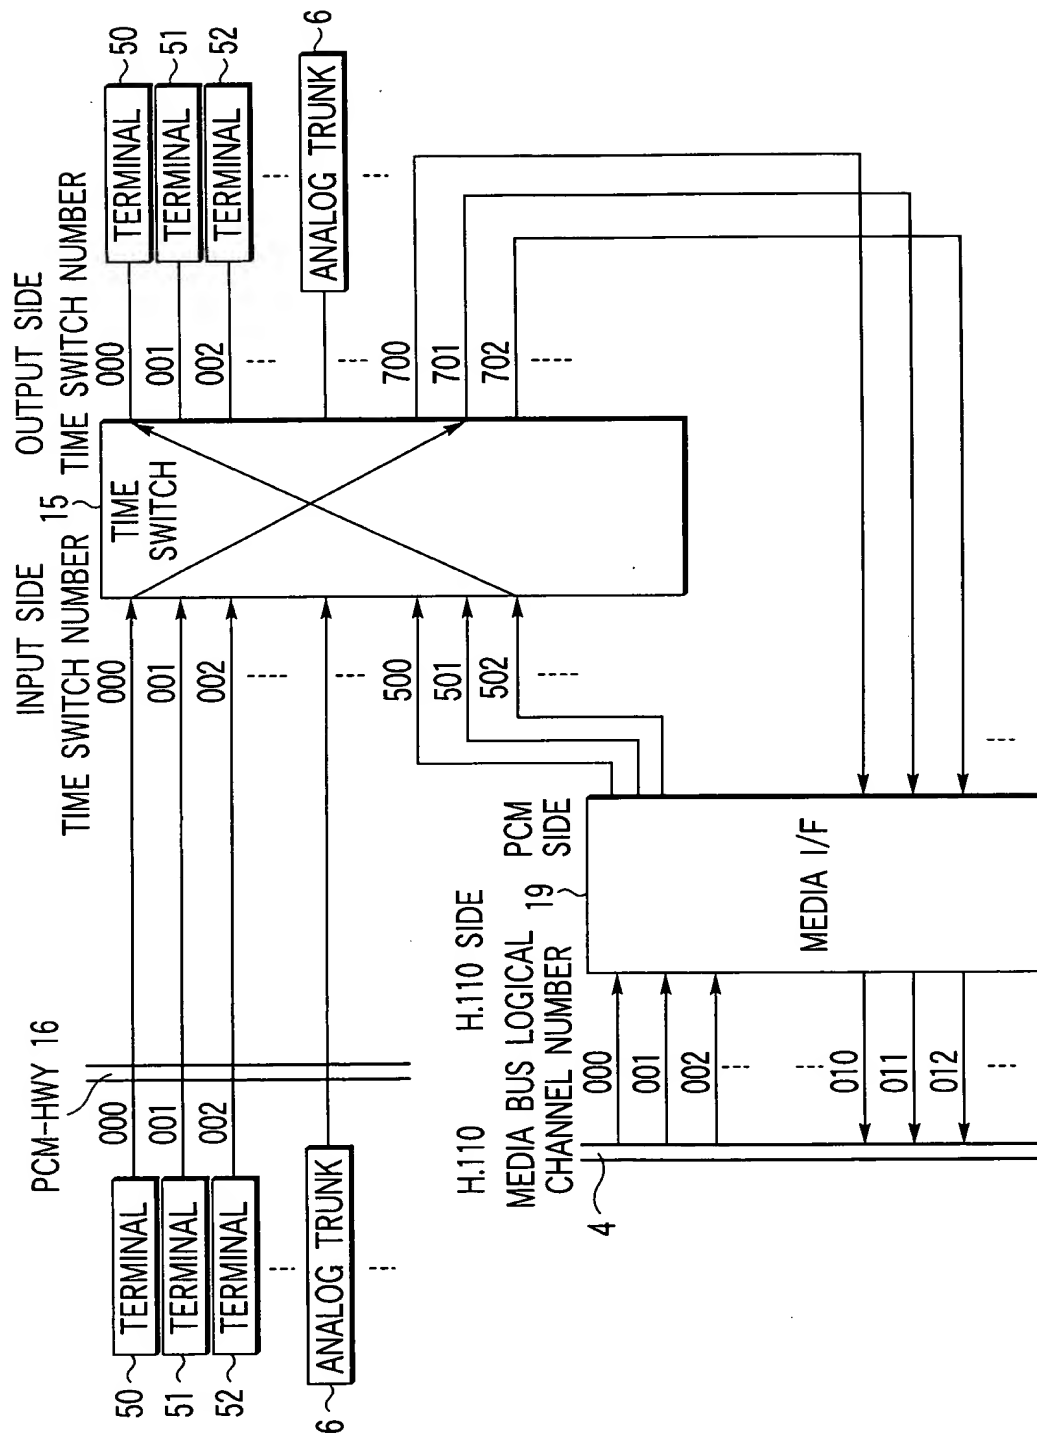 INPUT SIDE
TIME SWITCH NUMBER
15
OUTPUT SIDE
TIME SWITCH NUMBER
PCM-HWY 16
50
TERMINAL
000
000
TIME
SWITCH
000
TERMINAL
50
51
TERMINAL
001
001
001
TERMINAL
51
52
TERMINAL
002
002
002
TERMINAL
52
----
----
----
----
6
ANALOG TRUNK
ANALOG TRUNK
6
----
----
----
----
500
700
501
701
502
702
----
----
H.110
MEDIA BUS LOGICAL
CHANNEL NUMBER
H.110 SIDE
19
PCM
SIDE
4
000
001
002
----
----
MEDIA I/F
010
011
012
----
----